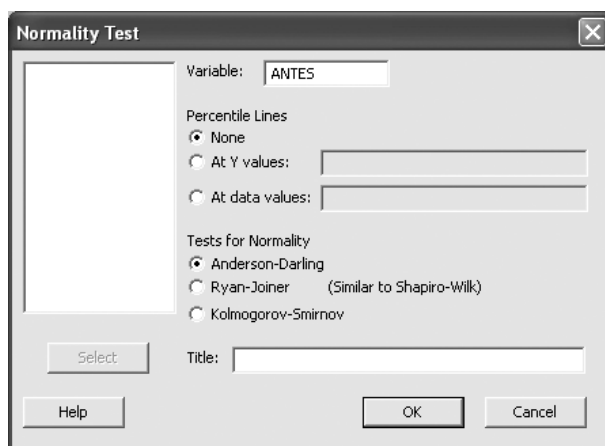 Normality Test
Variable: ANTES
Percentile Lines
None
At Y values:
At data values:
Tests for Normality
Anderson-Darling
Ryan-Joiner (Similar to Shapiro-Wilk)
Kolmogorov-Smirnov
Select
Title:
Help
OK
Cancel